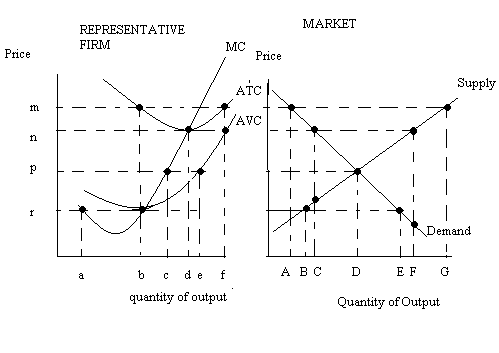 REPRESENTATIVE
FIRM
MARKET
MC
Price
Price
ATC
Supply
m
AVC
n
p
r
Demand
a b c d e f
A B C D E F G
quantity of output
Quantity of Output